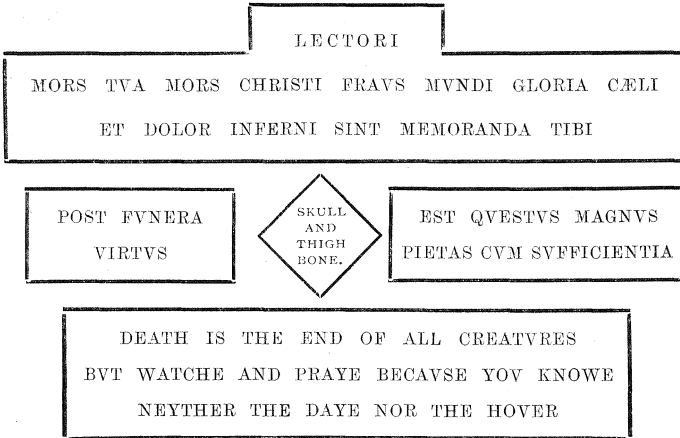 LECTORI
MORS TVA MORS CHRISTI FRAVS MVNDI GLORIA CÆLI
ET DOLOR INFERNI SINT MEMORANDA TIBI
POST FVNERA
VIRTVS
SKULL
AND
THIGH
BONE.
EST QVESTVS MAGNVS
PIETAS CVM SVFFICIENTIA
DEATH IS THE END OF ALL CREATVRES
BVT WATCHE AND PRAYE BECAVSE YOV KNOWE
NEYTHER THE DAYE NOR THE HOVER